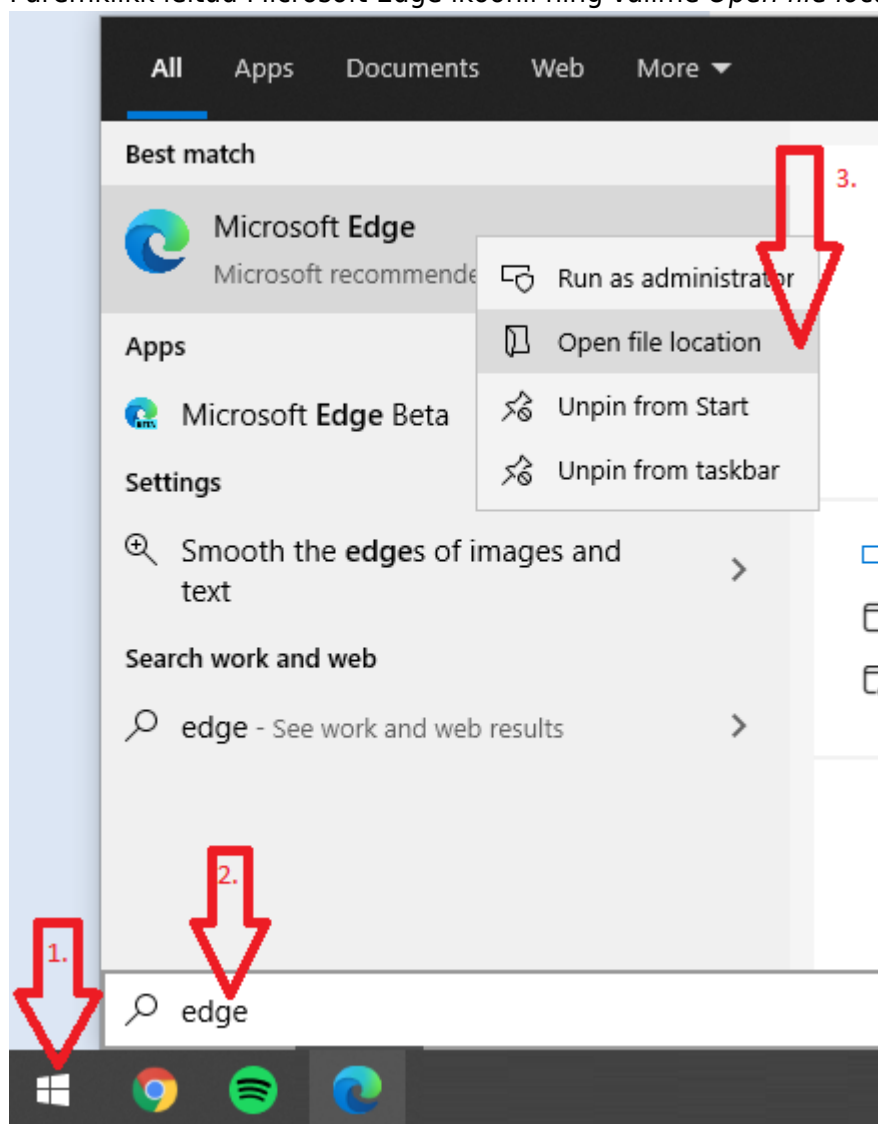 All Apps Documents Web More
Best match
3.
Microsoft Edge
Microsoft recommende
Run as administrator
Open file location
Unpin from Start
Unpin from taskbar
Apps
Microsoft Edge Beta
Settings
Smooth the edges of images and
text
Search work and web
edge - See work and web results
2.
1.
edge